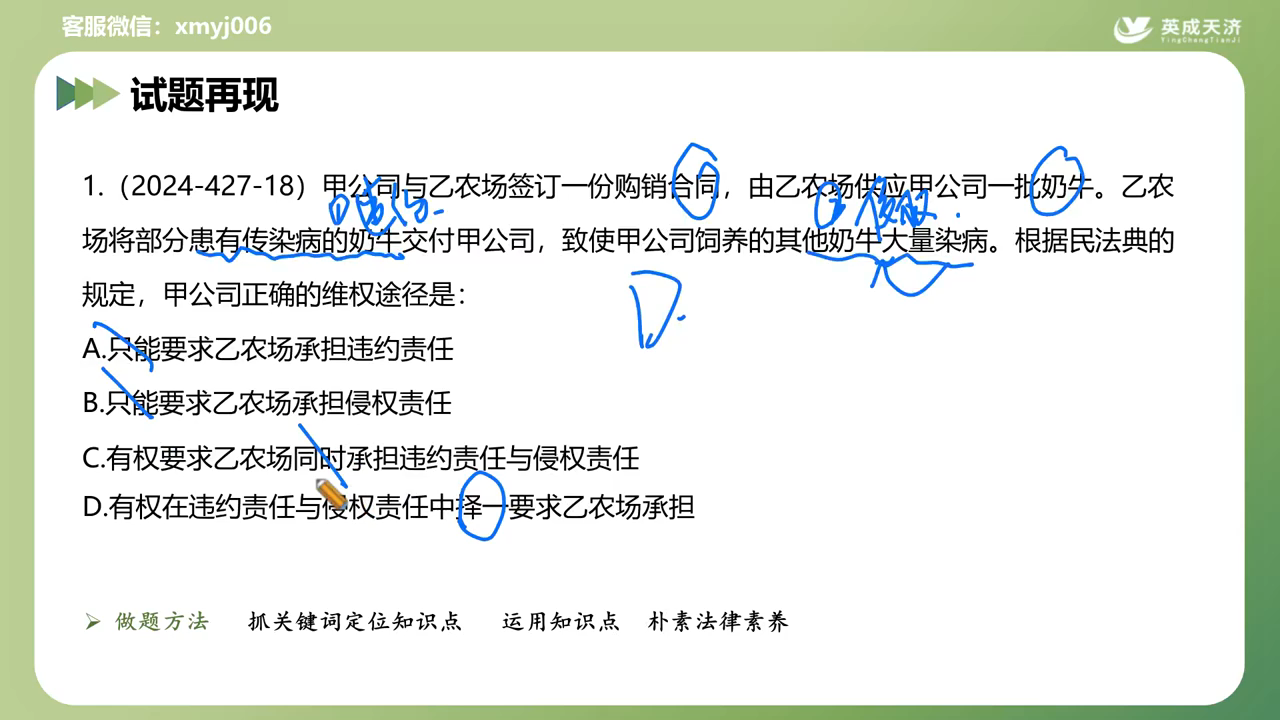 客服微信：xmyj006
英成天济
YingChengTianJi
试题再现
1.（2024-427-18）甲公司与乙农场签订一份购销合同，由乙农场供应甲公司一批奶牛。乙农
①违约.
②侵权.
场将部分患有传染病的奶牛交付甲公司，致使甲公司饲养的其他奶牛大量染病。根据民法典的
规定，甲公司正确的维权途径是：
D.
A.只能要求乙农场承担违约责任
B.只能要求乙农场承担侵权责任
C.有权要求乙农场同时承担违约责任与侵权责任
D.有权在违约责任与侵权责任中择一要求乙农场承担
做题方法 抓关键词定位知识点 运用知识点 朴素法律素养